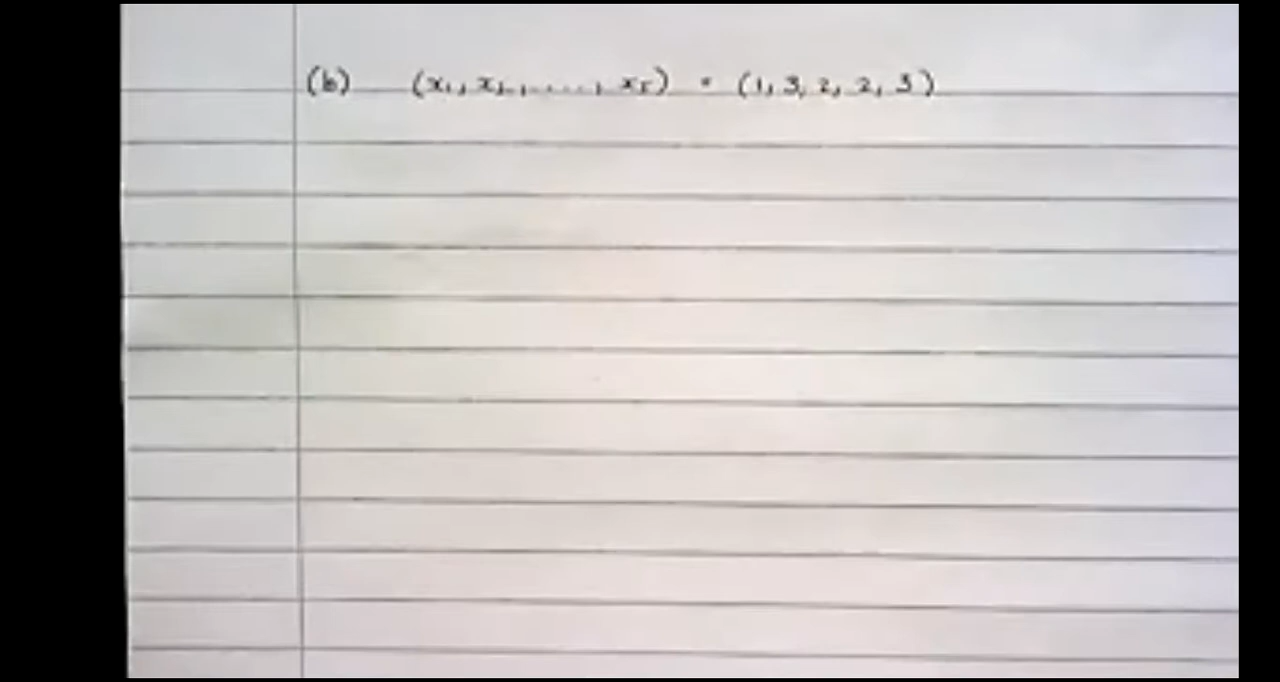 (b) (x₁, x₂, ...., x₅) = (1, 3, 2, 2, 3)